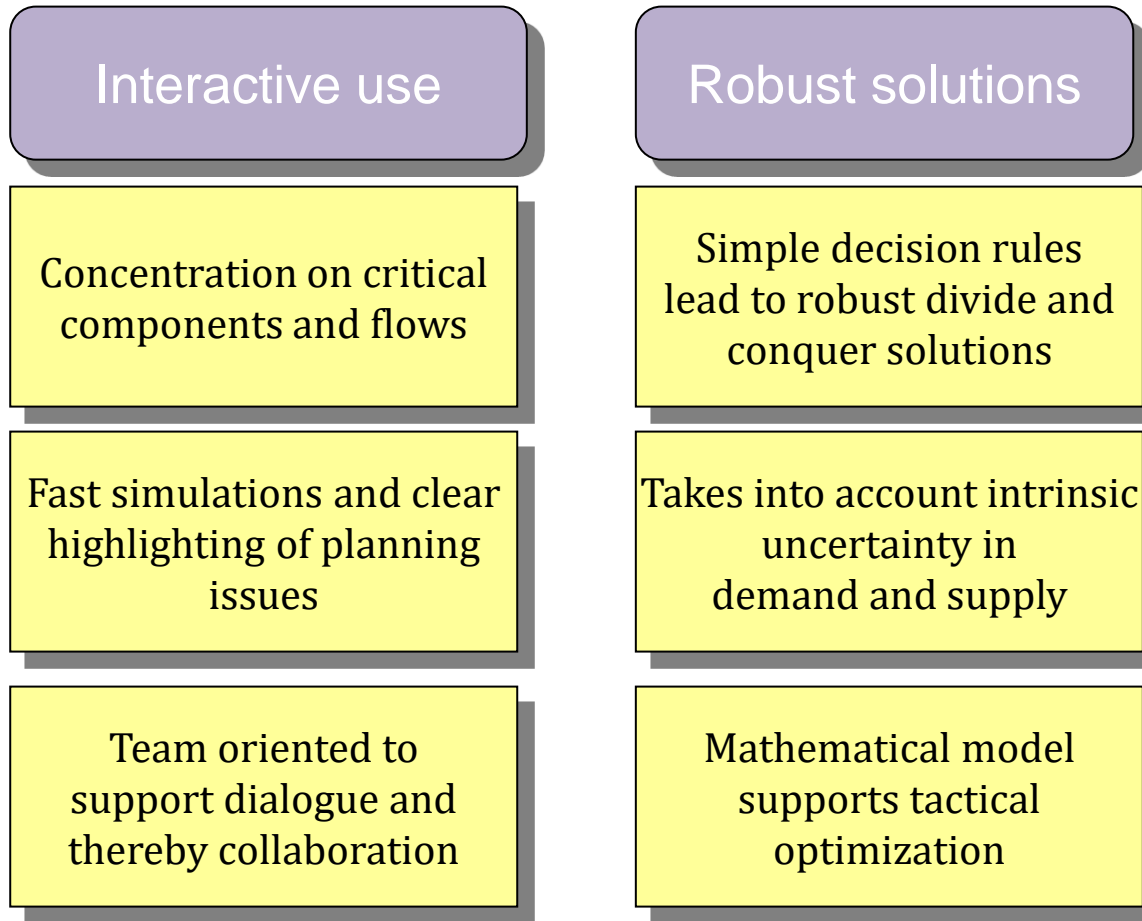 Interactive use
Concentration on critical
components and flows
Fast simulations and clear
highlighting of planning
issues
Team oriented to
support dialogue and
thereby collaboration
Robust solutions
Simple decision rules
lead to robust divide and
conquer solutions
Takes into account intrinsic
uncertainty in
demand and supply
Mathematical model
supports tactical
optimization